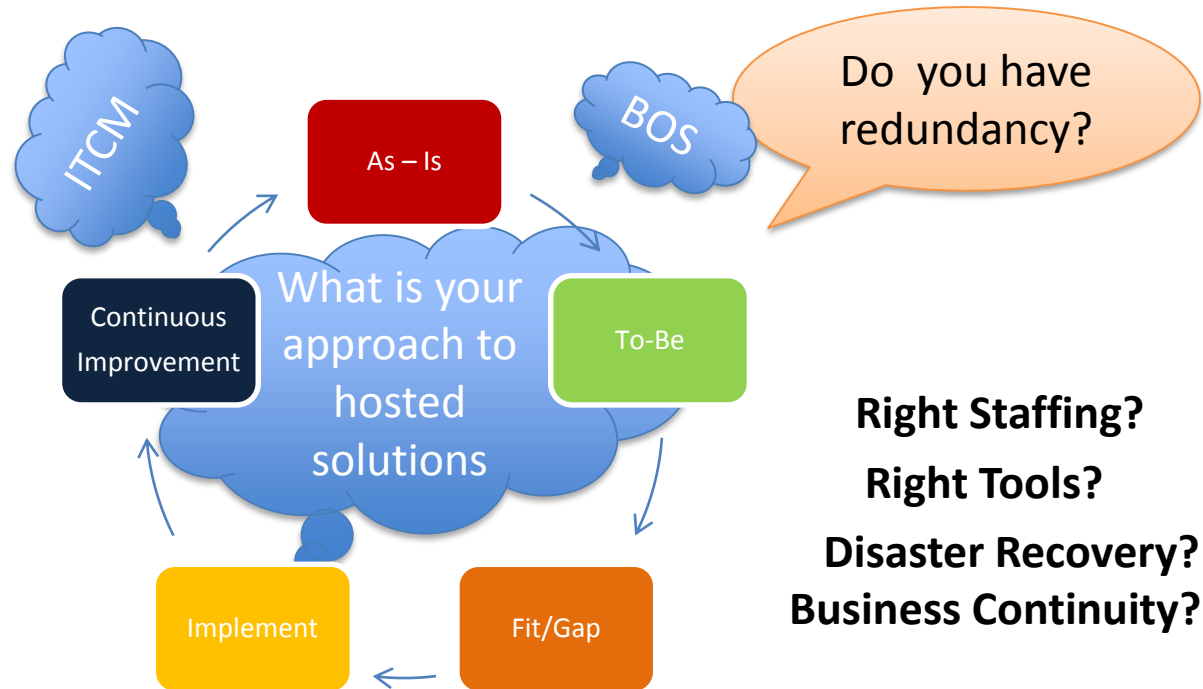 ITCM
As – Is
BOS
Do  you have
redundancy?
Continuous
Improvement
What is your
approach to
hosted
solutions
To-Be
Right Staffing?
Right Tools?
Disaster Recovery?
Business Continuity?
Implement
Fit/Gap